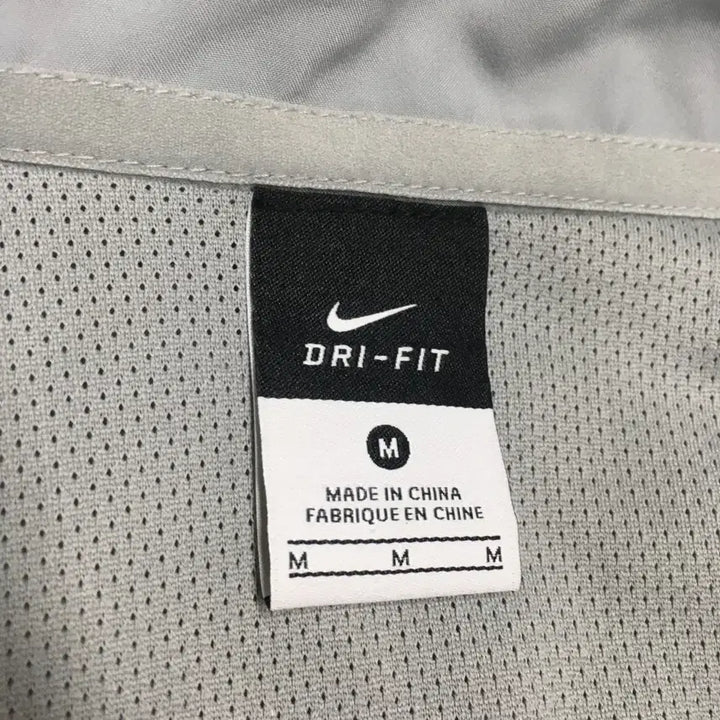 DRI-FIT
M
MADE IN CHINA
FABRIQUE EN CHINE
M M M